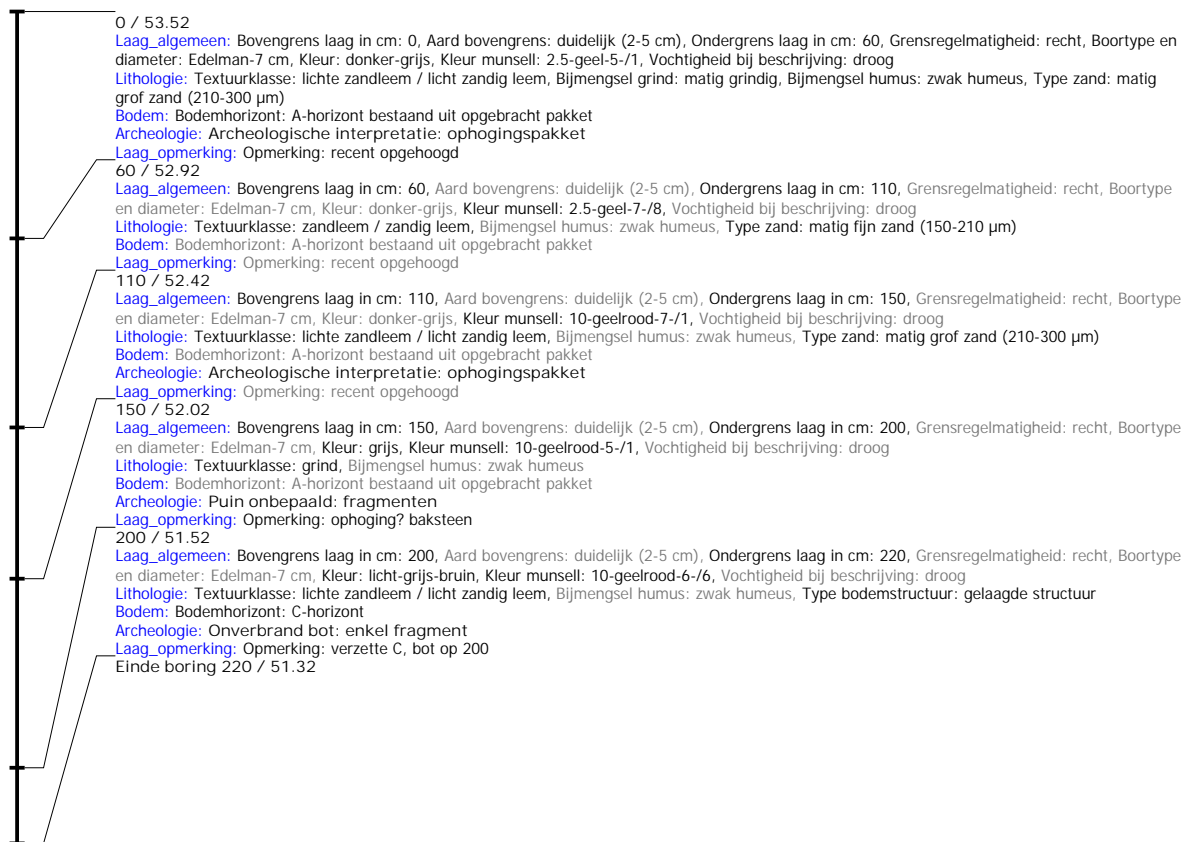 0 / 53.52
Laag_algemeen: Bovengrens laag in cm: 0, Aard bovengrens: duidelijk (2-5 cm), Ondergrens laag in cm: 60, Grensregelmatigheid: recht, Boortype en
diameter: Edelman-7 cm, Kleur: donker-grijs, Kleur munsell: 2.5-geel-5-/1, Vochtigheid bij beschrijving: droog
Lithologie: Textuurklasse: lichte zandleem / licht zandig leem, Bijmengsel grind: matig grindig, Bijmengsel humus: zwak humeus, Type zand: matig
grof zand (210-300 µm)
Bodem: Bodemhorizont: A-horizont bestaand uit opgebracht pakket
Archeologie: Archeologische interpretatie: ophogingspakket
Laag_opmerking: Opmerking: recent opgehoogd
60 / 52.92
Laag_algemeen: Bovengrens laag in cm: 60, Aard bovengrens: duidelijk (2-5 cm), Ondergrens laag in cm: 110, Grensregelmatigheid: recht, Boortype
en diameter: Edelman-7 cm, Kleur: donker-grijs, Kleur munsell: 2.5-geel-7-/8, Vochtigheid bij beschrijving: droog
Lithologie: Textuurklasse: zandleem / zandig leem, Bijmengsel humus: zwak humeus, Type zand: matig fijn zand (150-210 µm)
Bodem: Bodemhorizont: A-horizont bestaand uit opgebracht pakket
Laag_opmerking: Opmerking: recent opgehoogd
110 / 52.42
Laag_algemeen: Bovengrens laag in cm: 110, Aard bovengrens: duidelijk (2-5 cm), Ondergrens laag in cm: 150, Grensregelmatigheid: recht, Boortype
en diameter: Edelman-7 cm, Kleur: donker-grijs, Kleur munsell: 10-geelrood-7-/1, Vochtigheid bij beschrijving: droog
Lithologie: Textuurklasse: lichte zandleem / licht zandig leem, Bijmengsel humus: zwak humeus, Type zand: matig grof zand (210-300 µm)
Bodem: Bodemhorizont: A-horizont bestaand uit opgebracht pakket
Archeologie: Archeologische interpretatie: ophogingspakket
Laag_opmerking: Opmerking: recent opgehoogd
150 / 52.02
Laag_algemeen: Bovengrens laag in cm: 150, Aard bovengrens: duidelijk (2-5 cm), Ondergrens laag in cm: 200, Grensregelmatigheid: recht, Boortype
en diameter: Edelman-7 cm, Kleur: grijs, Kleur munsell: 10-geelrood-5-/1, Vochtigheid bij beschrijving: droog
Lithologie: Textuurklasse: grind, Bijmengsel humus: zwak humeus
Bodem: Bodemhorizont: A-horizont bestaand uit opgebracht pakket
Archeologie: Puin onbepaald: fragmenten
Laag_opmerking: Opmerking: ophoging? baksteen
200 / 51.52
Laag_algemeen: Bovengrens laag in cm: 200, Aard bovengrens: duidelijk (2-5 cm), Ondergrens laag in cm: 220, Grensregelmatigheid: recht, Boortype
en diameter: Edelman-7 cm, Kleur: licht-grijs-bruin, Kleur munsell: 10-geelrood-6-/6, Vochtigheid bij beschrijving: droog
Lithologie: Textuurklasse: lichte zandleem / licht zandig leem, Bijmengsel humus: zwak humeus, Type bodemstructuur: gelaagde structuur
Bodem: Bodemhorizont: C-horizont
Archeologie: Onverbrand bot: enkel fragment
Laag_opmerking: Opmerking: verzette C, bot op 200
Einde boring 220 / 51.32